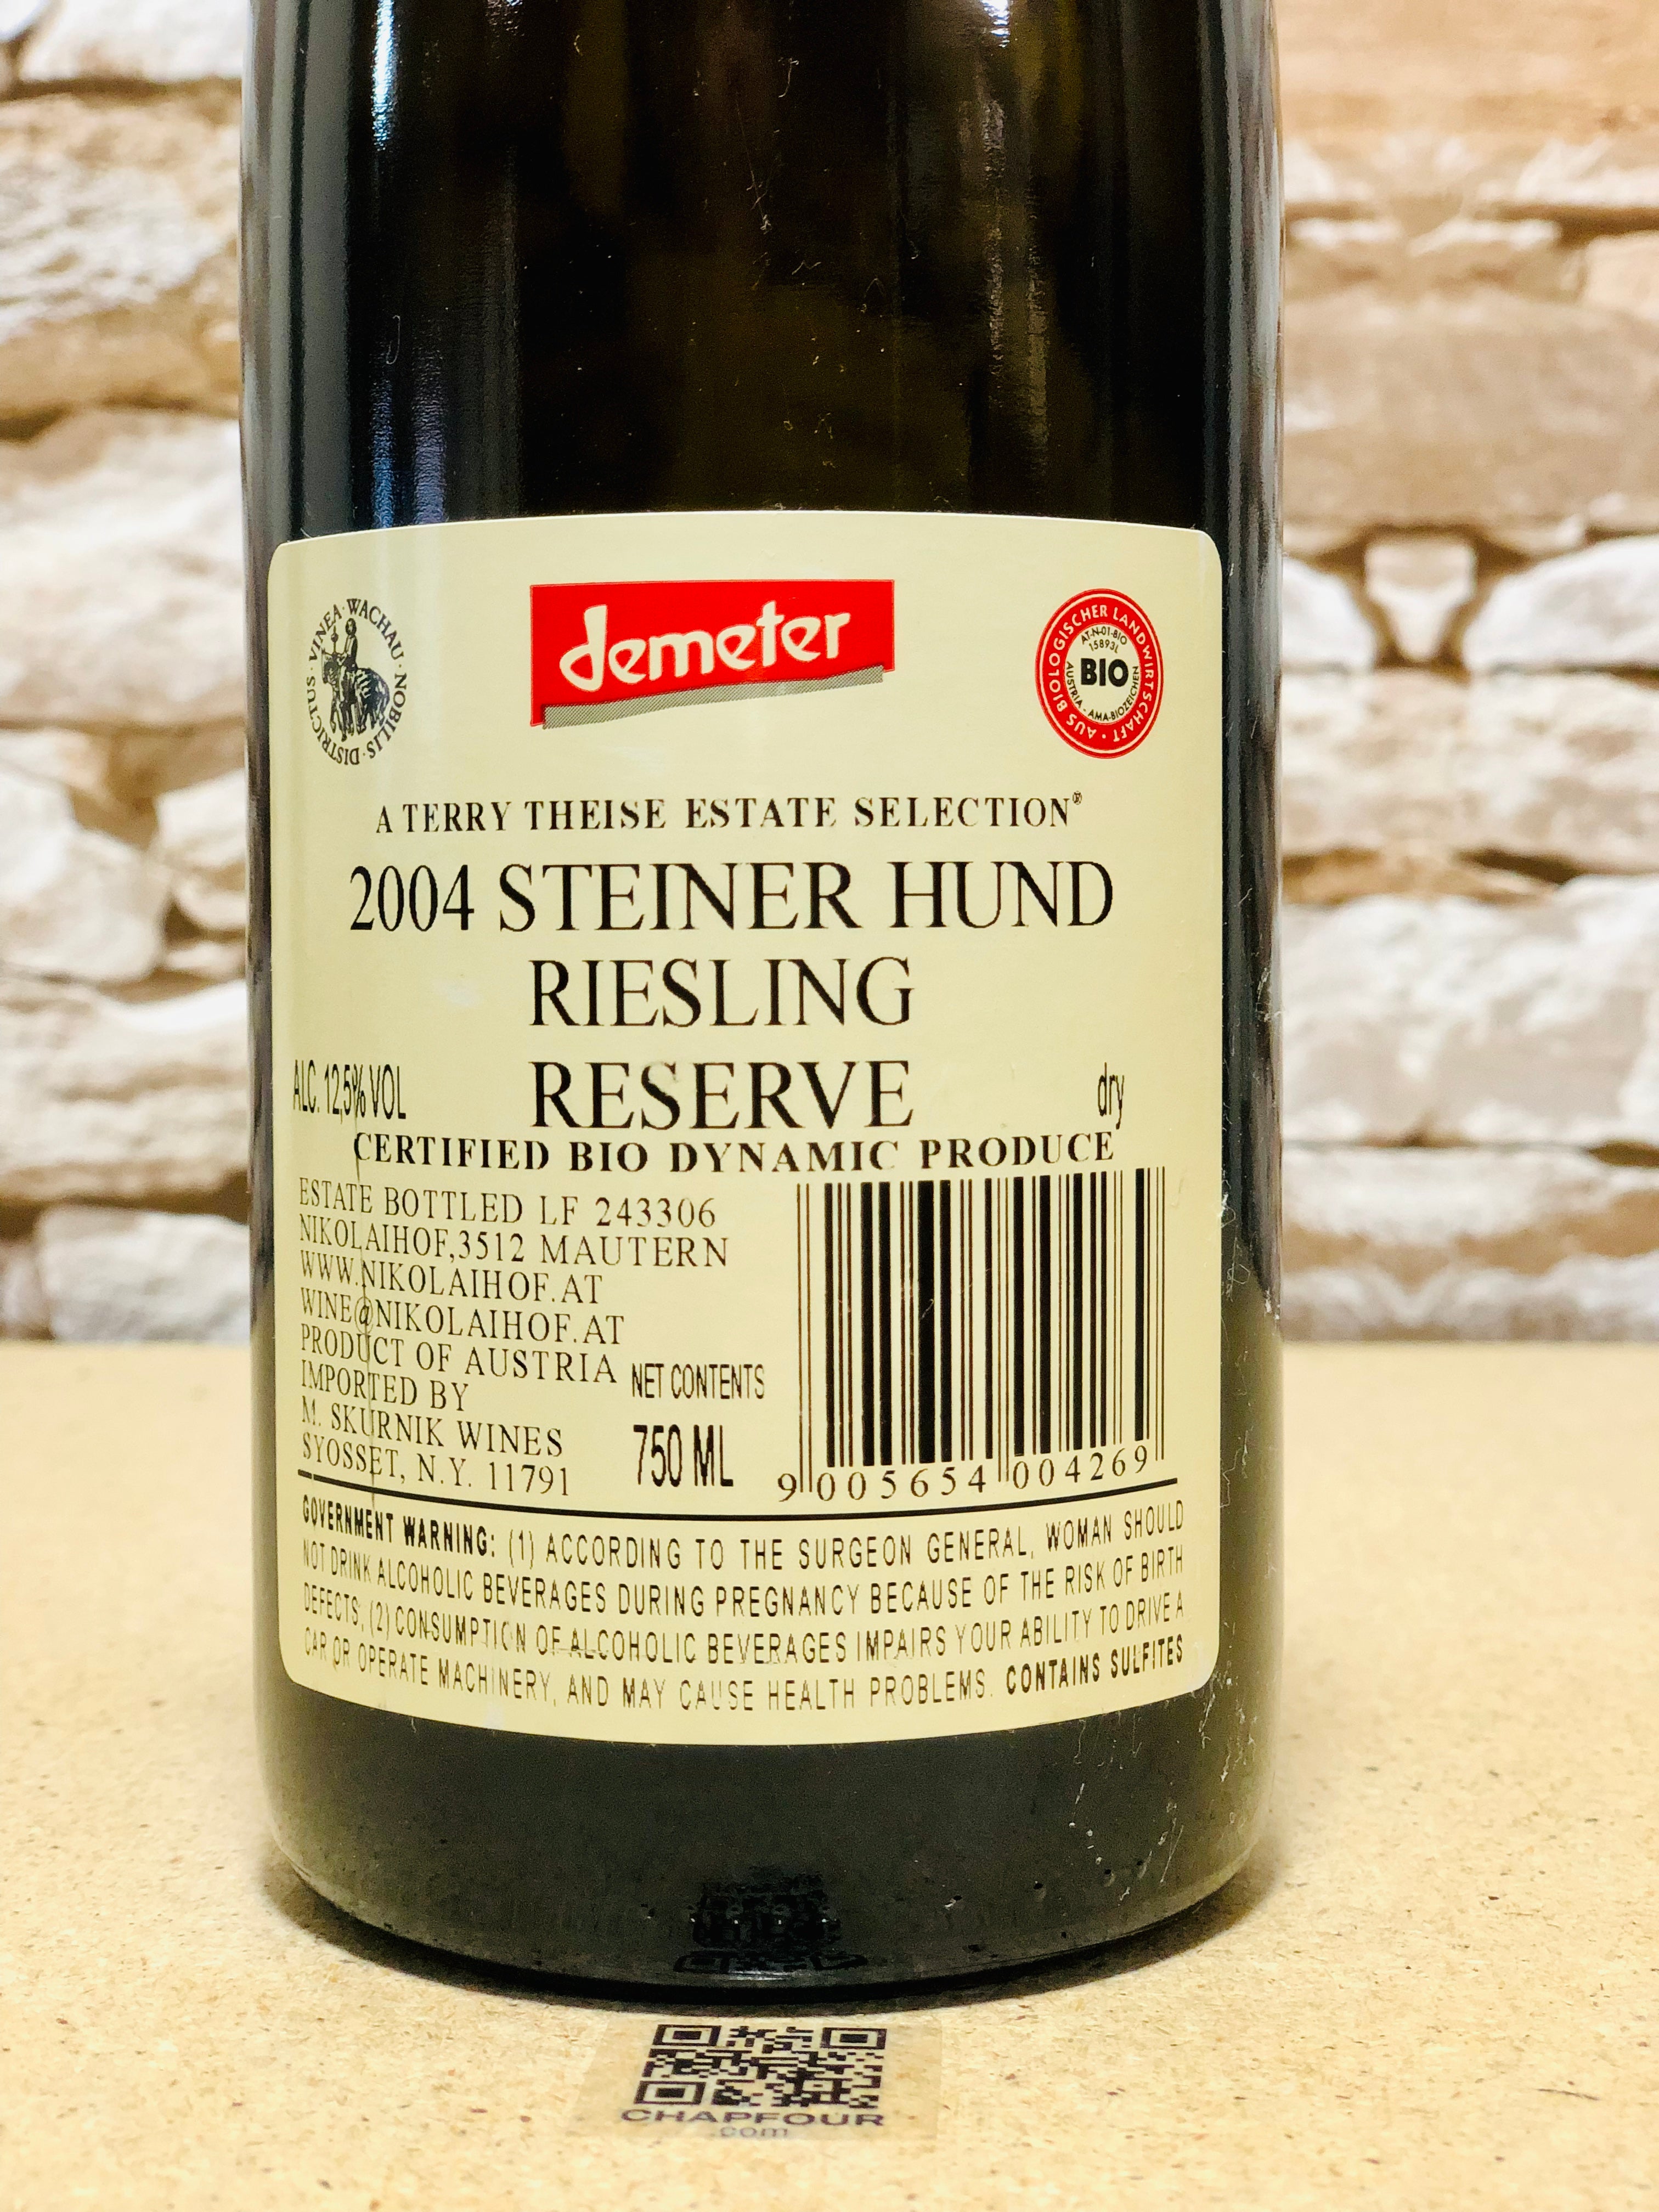 VINEA·WACHAU·NOBILIS·DISTRICTUS·
demeter
AUS BIOLOGISCHER LANDWIRTSCHAFT·
AT-N-01-BIO
15893L
BIO
AUSTRIA - AMA-BIOZEICHEN
A TERRY THEISE ESTATE SELECTION®
2004 STEINER HUND
RIESLING
ALC. 12,5% VOL RESERVE dry
CERTIFIED BIO DYNAMIC PRODUCE
ESTATE BOTTLED LF 243306
NIKOLAIHOF,3512 MAUTERN
WWW.NIKOLAIHOF.AT
WINE@NIKOLAIHOF.AT
PRODUCT OF AUSTRIA
IMPORTED BY
M. SKURNIK WINES
SYOSSET, N.Y. 11791
NET CONTENTS
750 ML
9 005654 004269
GOVERNMENT WARNING: (1) ACCORDING TO THE SURGEON GENERAL, WOMAN SHOULD
NOT DRINK ALCOHOLIC BEVERAGES DURING PREGNANCY BECAUSE OF THE RISK OF BIRTH
DEFECTS, (2) CONSUMPTION OF ALCOHOLIC BEVERAGES IMPAIRS YOUR ABILITY TO DRIVE A
CAR OR OPERATE MACHINERY, AND MAY CAUSE HEALTH PROBLEMS. CONTAINS SULFITES
CHAPFOUR
.com